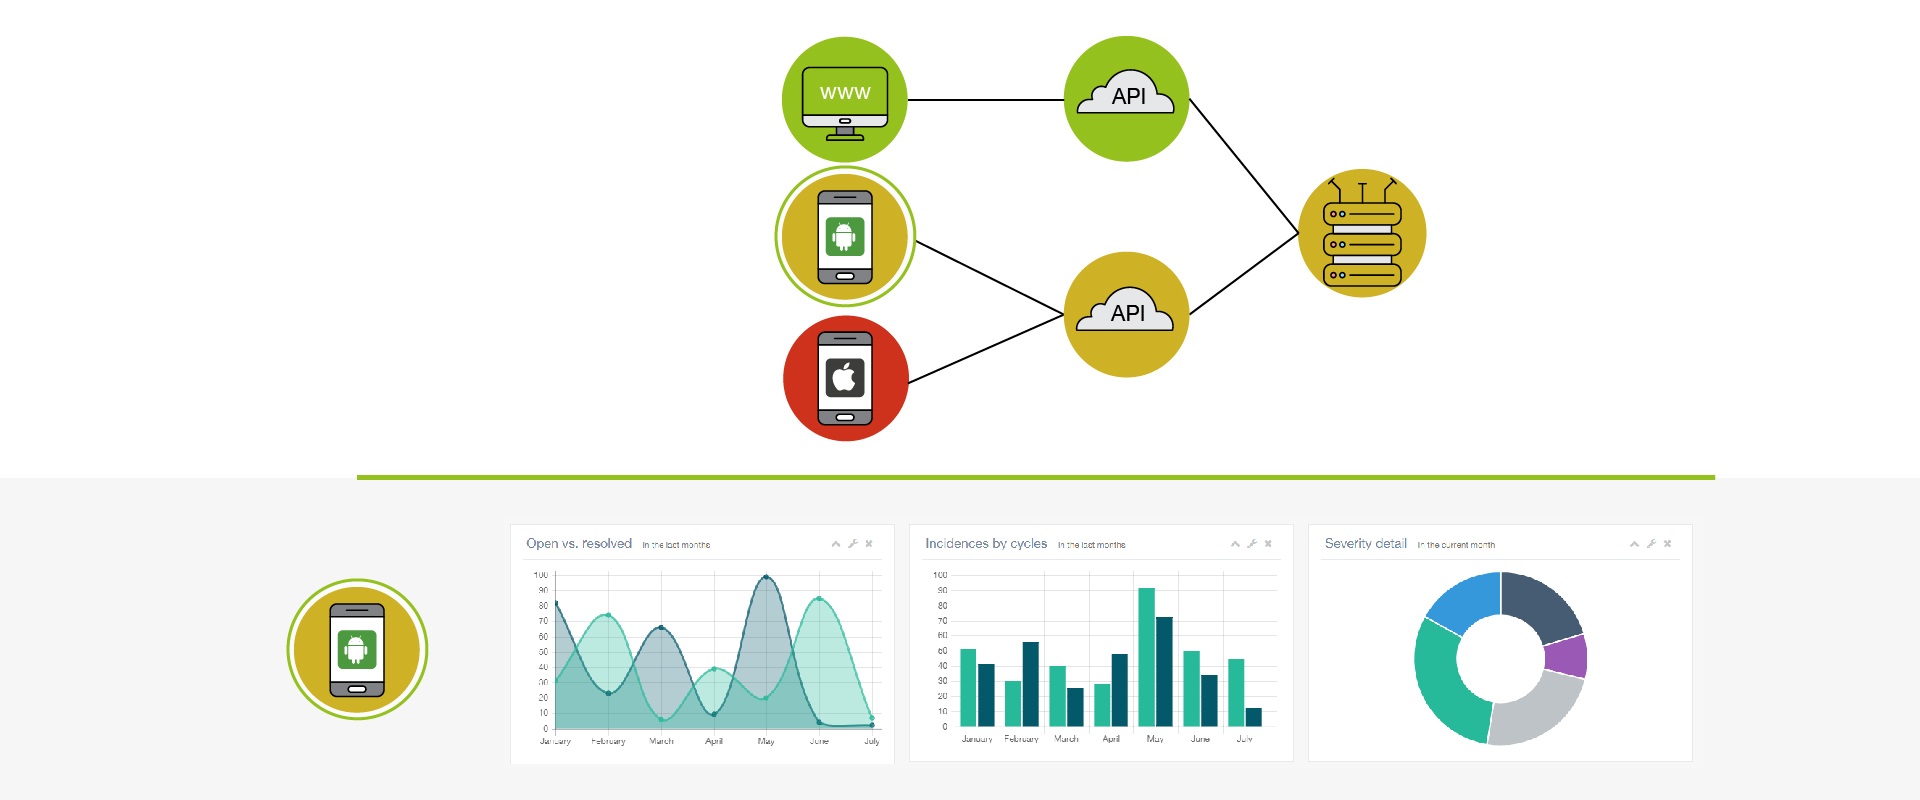 WWW
API
API
Open vs. resolved In the last months
100
90
80
70
60
50
40
30
20
10
0
January February March April May June July
Incidences by cycles In the last months
100
90
80
70
60
50
40
30
20
10
0
January February March April May June July
Severity detail In the current month